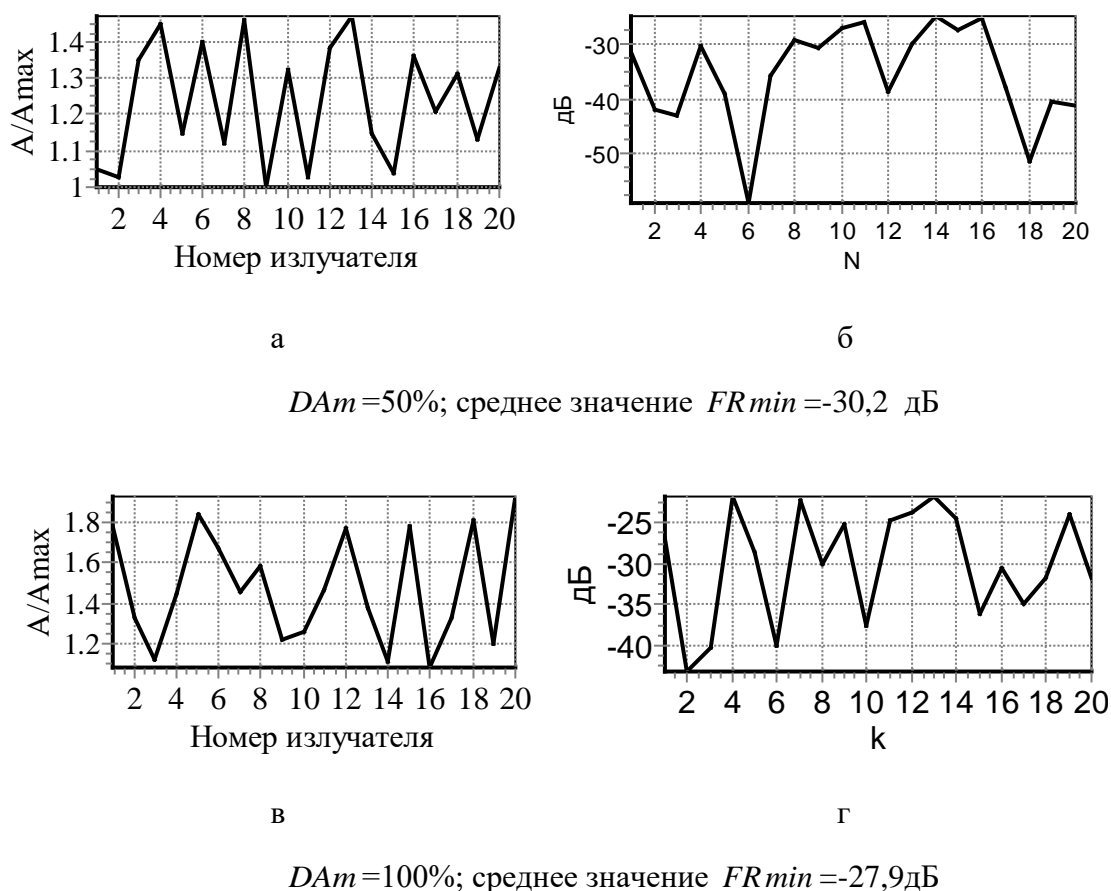 A/Amax
1.4
1.3
1.2
1.1
1
2 4 6 8 10 12 14 16 18 20
Номер излучателя
дБ
-30
-40
-50
2 4 6 8 10 12 14 16 18 20
N
а
б
DAm =50%; среднее значение FRmin =-30,2 дБ
A/Amax
1.8
1.6
1.4
1.2
2 4 6 8 10 12 14 16 18 20
Номер излучателя
дБ
-25
-30
-35
-40
2 4 6 8 10 12 14 16 18 20
k
в
г
DAm =100%; среднее значение FRmin =-27,9дБ